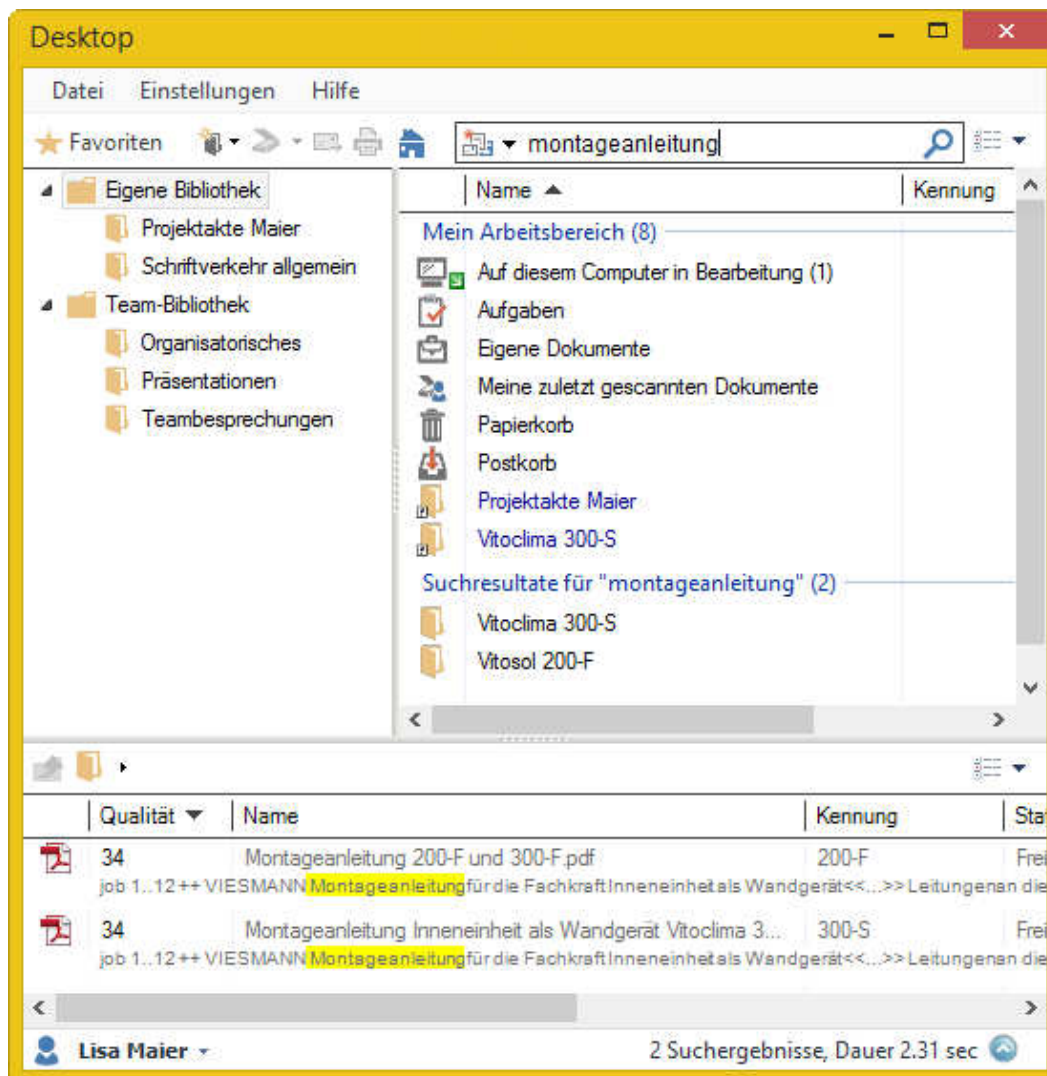 Desktop
Datei Einstellungen Hilfe
Favoriten montageanleitung
Eigene Bibliothek
Projektakte Maier
Schriftverkehr allgemein
Team-Bibliothek
Organisatorisches
Präsentationen
Teambesprechungen
Name Kennung
Mein Arbeitsbereich (8)
Auf diesem Computer in Bearbeitung (1)
Aufgaben
Eigene Dokumente
Meine zuletzt gescannten Dokumente
Papierkorb
Postkorb
Projektakte Maier
Vitoclima 300-S
Suchresultate für "montageanleitung" (2)
Vitoclima 300-S
Vitosol 200-F
Qualität Name Kennung Sta
34 Montageanleitung 200-F und 300-F.pdf 200-F Frei
job 1..12++ VIESMANN Montageanleitung für die Fachkraft Inneneinheit als Wandgerät<<...>> Leitungenan die
34 Montageanleitung Inneneinheit als Wandgerät Vitoclima 3... 300-S Frei
job 1..12++ VIESMANN Montageanleitung für die Fachkraft Inneneinheit als Wandgerät<<...>> Leitungenan die
Lisa Maier 2 Suchergebnisse, Dauer 2.31 sec